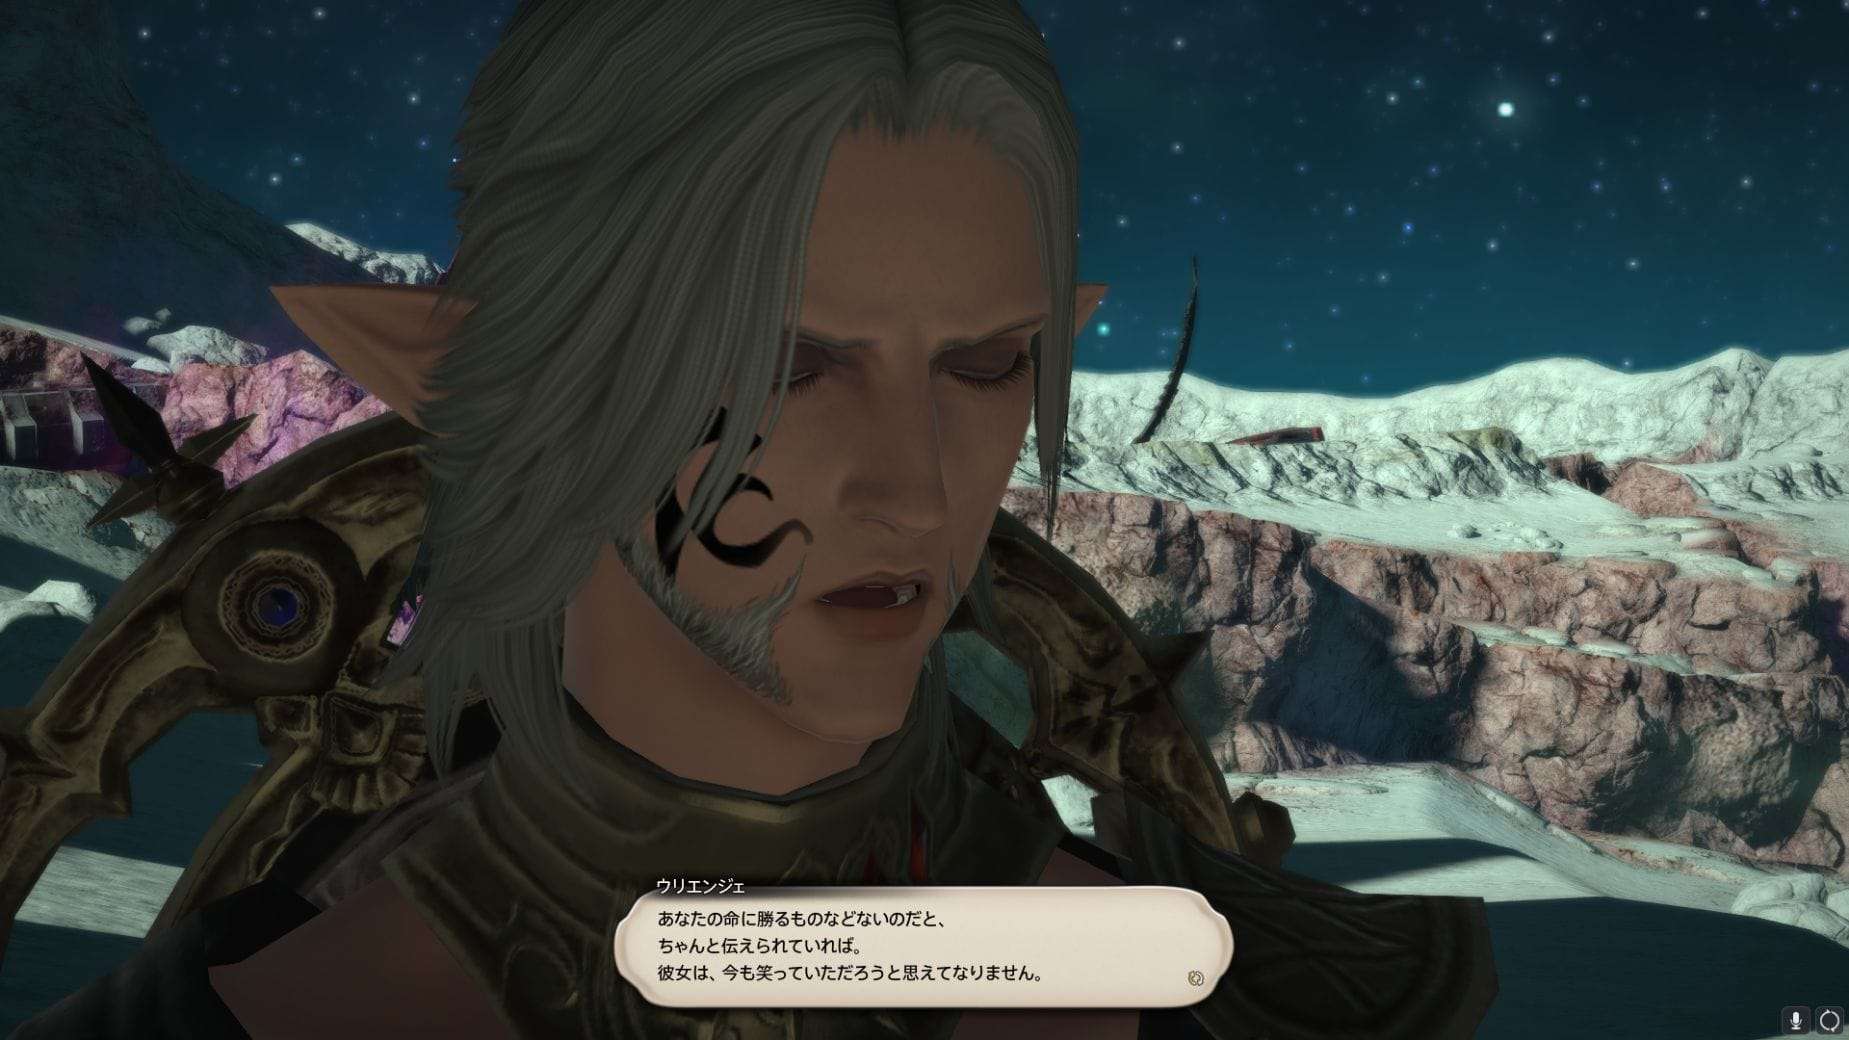 ウリエンジェ
あなたの命に勝るものなどないのだと、
ちゃんと伝えられていれば。
彼女は、今も笑っていただろうと思えてなりません。